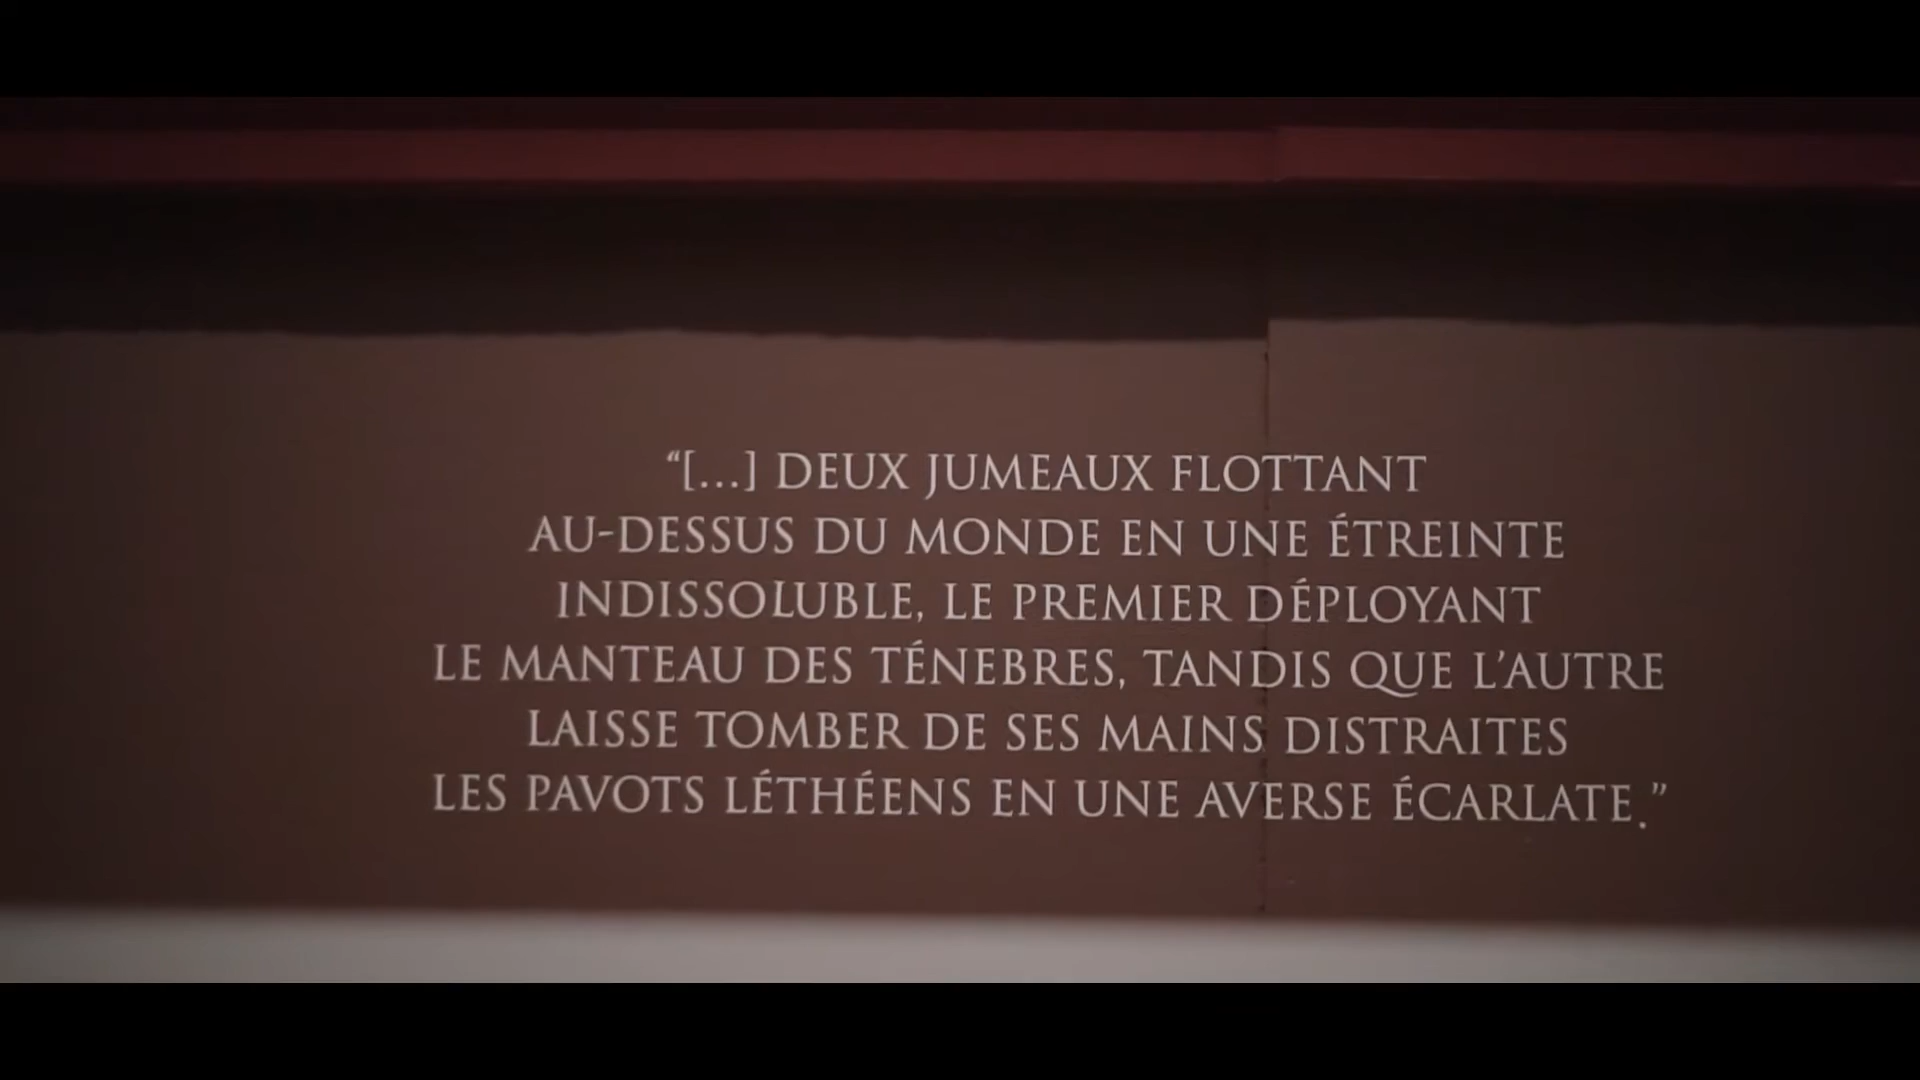 “[...] DEUX JUMEAUX FLOTTANT
AU-DESSUS DU MONDE EN UNE ÉTREINTE
INDISSOLUBLE, LE PREMIER DÉPLOYANT
LE MANTEAU DES TÉNEBRES, TANDIS QUE L’AUTRE
LAISSE TOMBER DE SES MAINS DISTRAITES
LES PAVOTS LÉTHÉENS EN UNE AVERSE ÉCARLATE.”